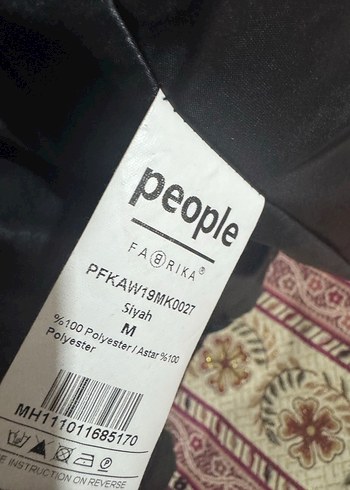 people
FABRIKA®
PFKAW19MK0027
Siyah
M
%100 Polyester / Astar %100
Polyester
MH111011685170
E INSTRUCTION ON REVERSE